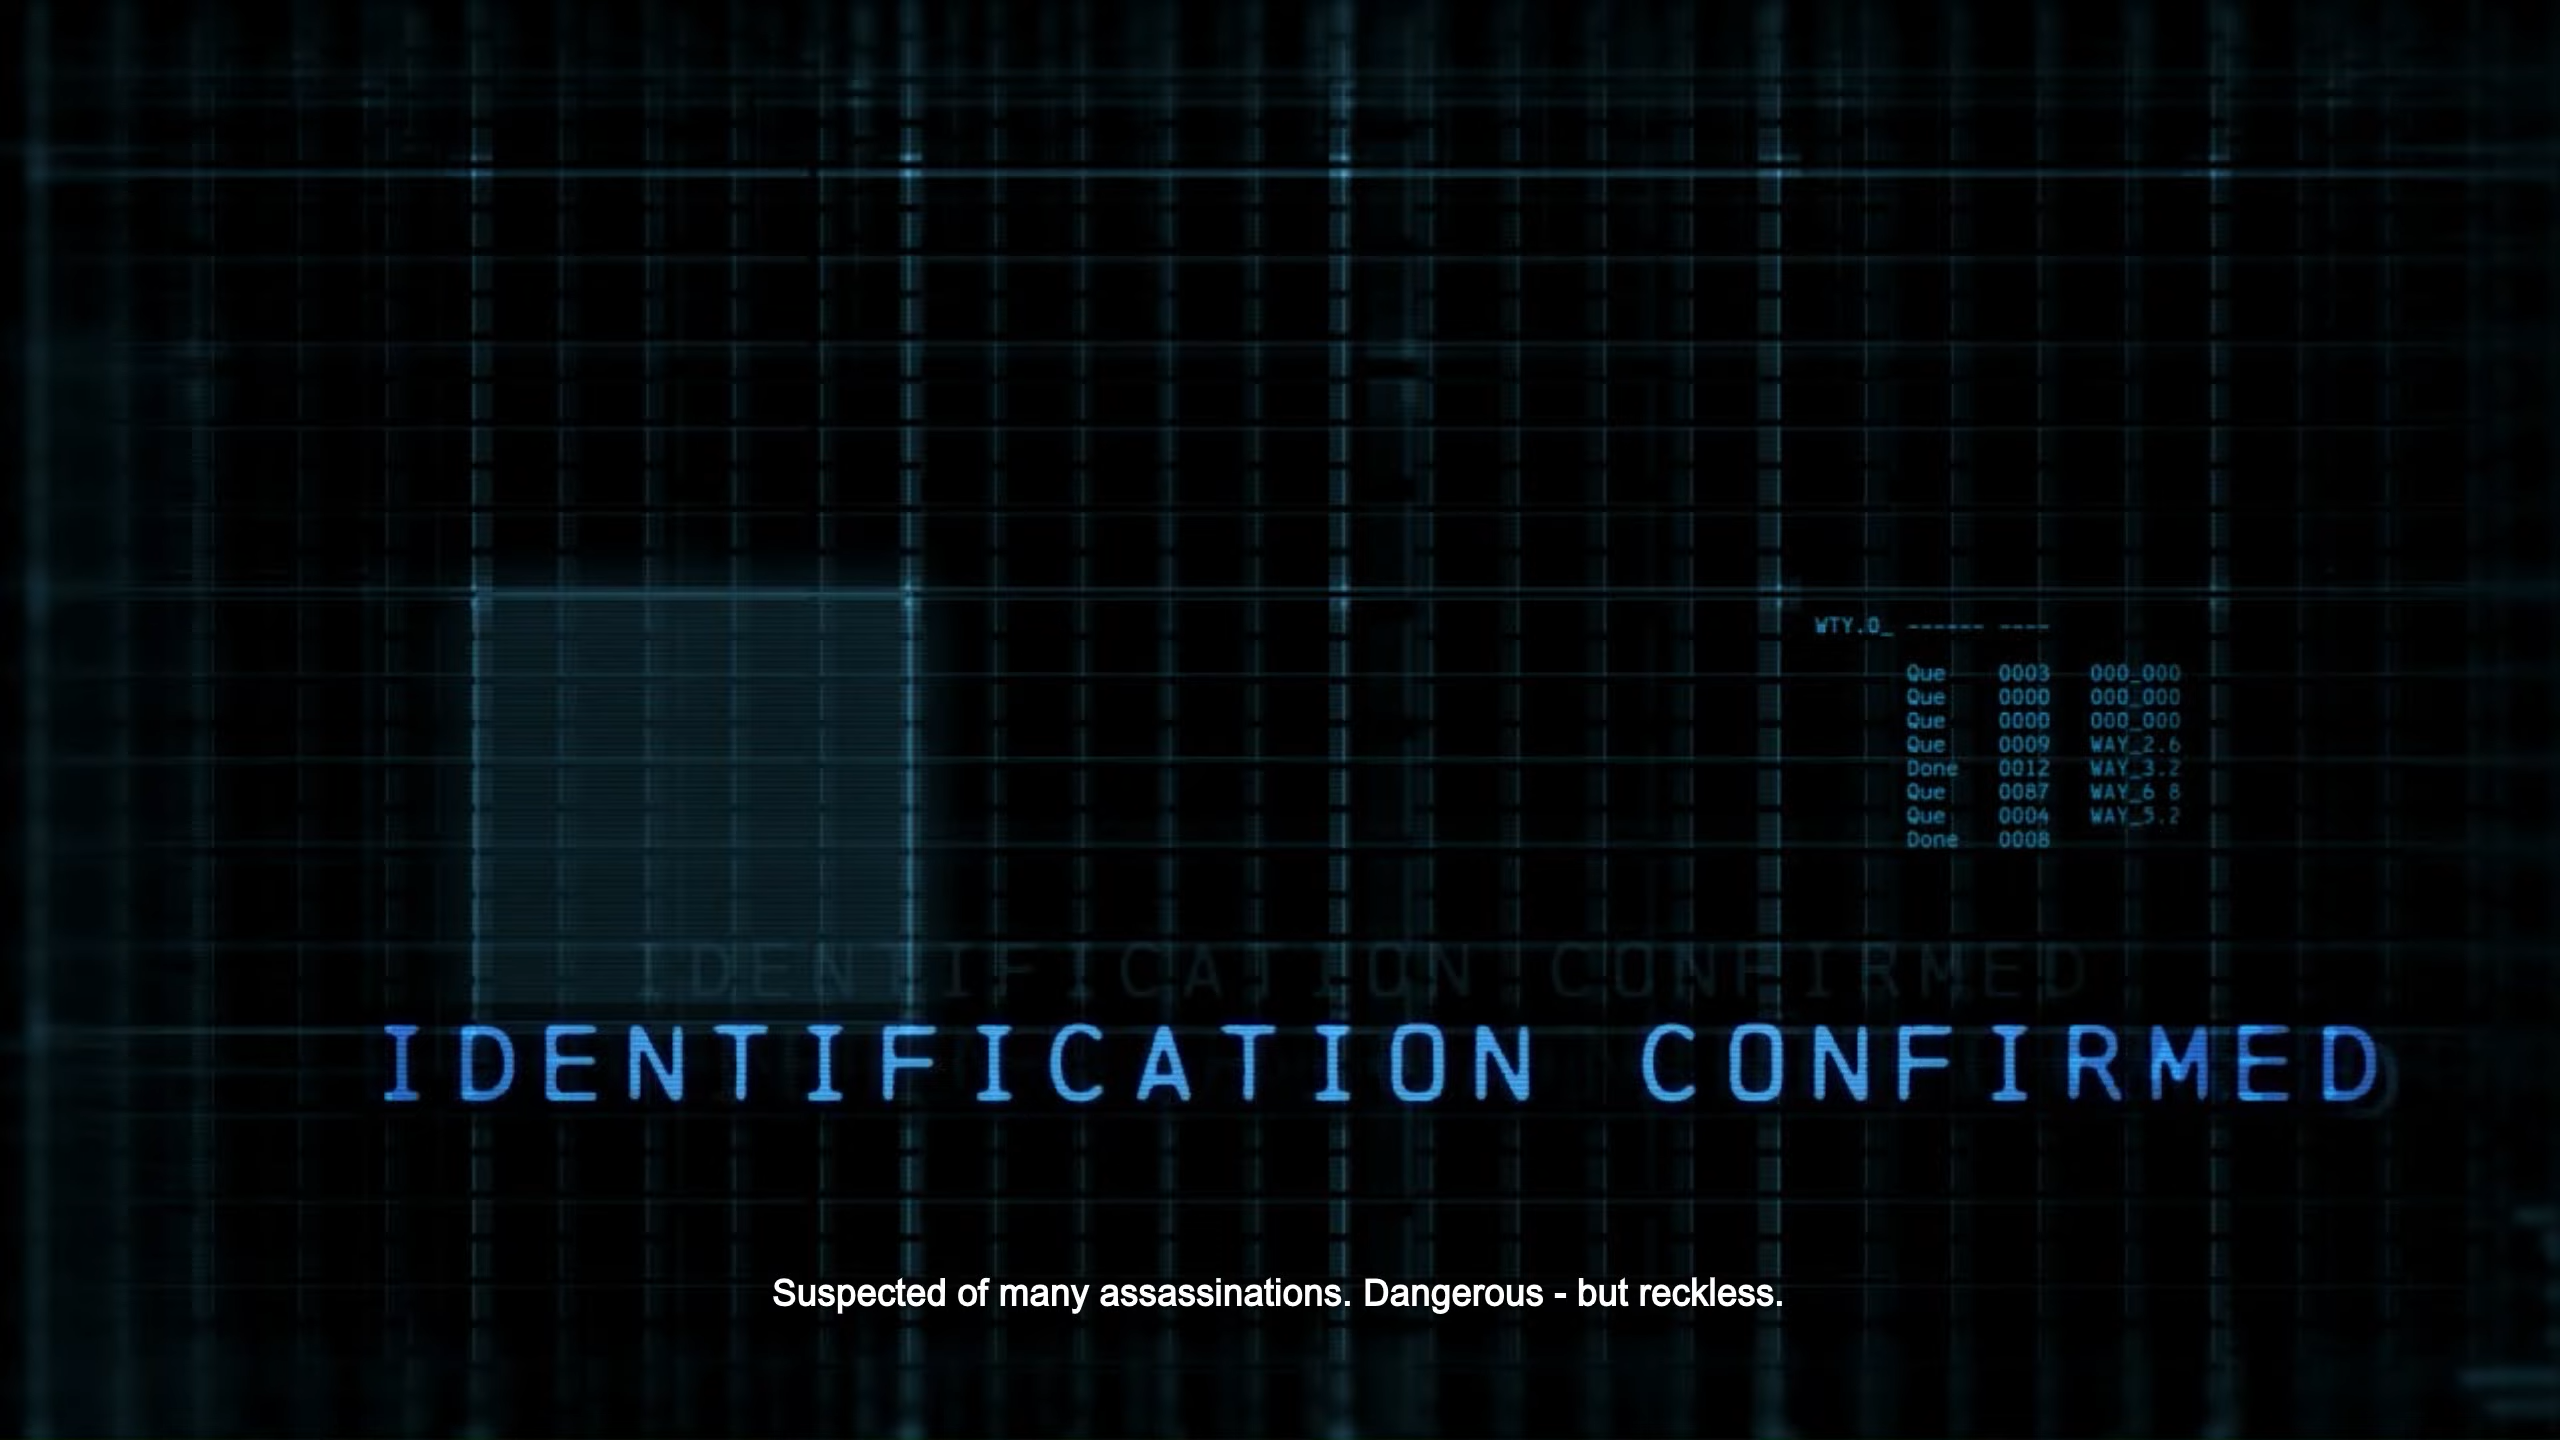 WTY.0_ ------ ----
Que 0003 000_000
Que 0000 000_000
Que 0000 000_000
Que 0009 WAY_2.6
Done 0012 WAY_3.2
Que 0087 WAY_6 8
Que 0004 WAY_5.2
Done 0008
IDENTIFICATION CONFIRMED
IDENTIFICATION CONFIRMED
Suspected of many assassinations. Dangerous - but reckless.